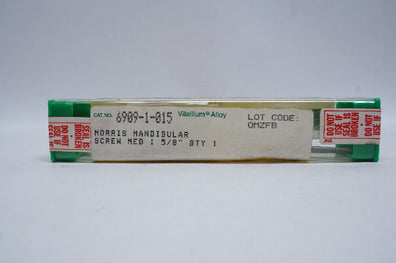 CAT. NO. 6909-1-015 Vitallium® Alloy
LOT CODE:
OMZFB
MORRIS MANDIBULAR
SCREW MED 1 5/8" QTY 1
DO NOT
USE IF
SEAL IS
BROKEN
DO NOT
USE IF
SEAL IS
BROKEN